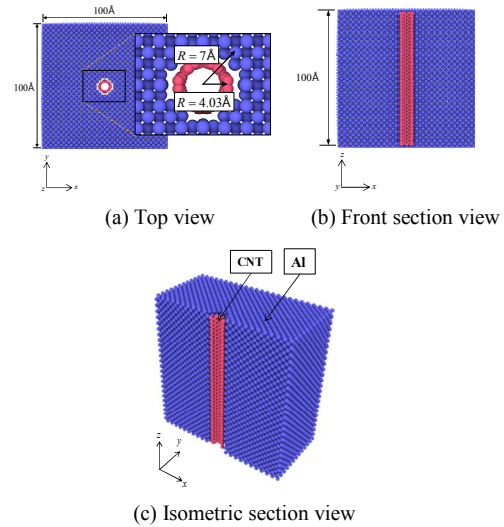 100Å
100Å
R = 7Å
R = 4.03Å
y
z
x
(a) Top view
100Å
z
y
x
(b) Front section view
CNT
Al
z
y
x
(c) Isometric section view